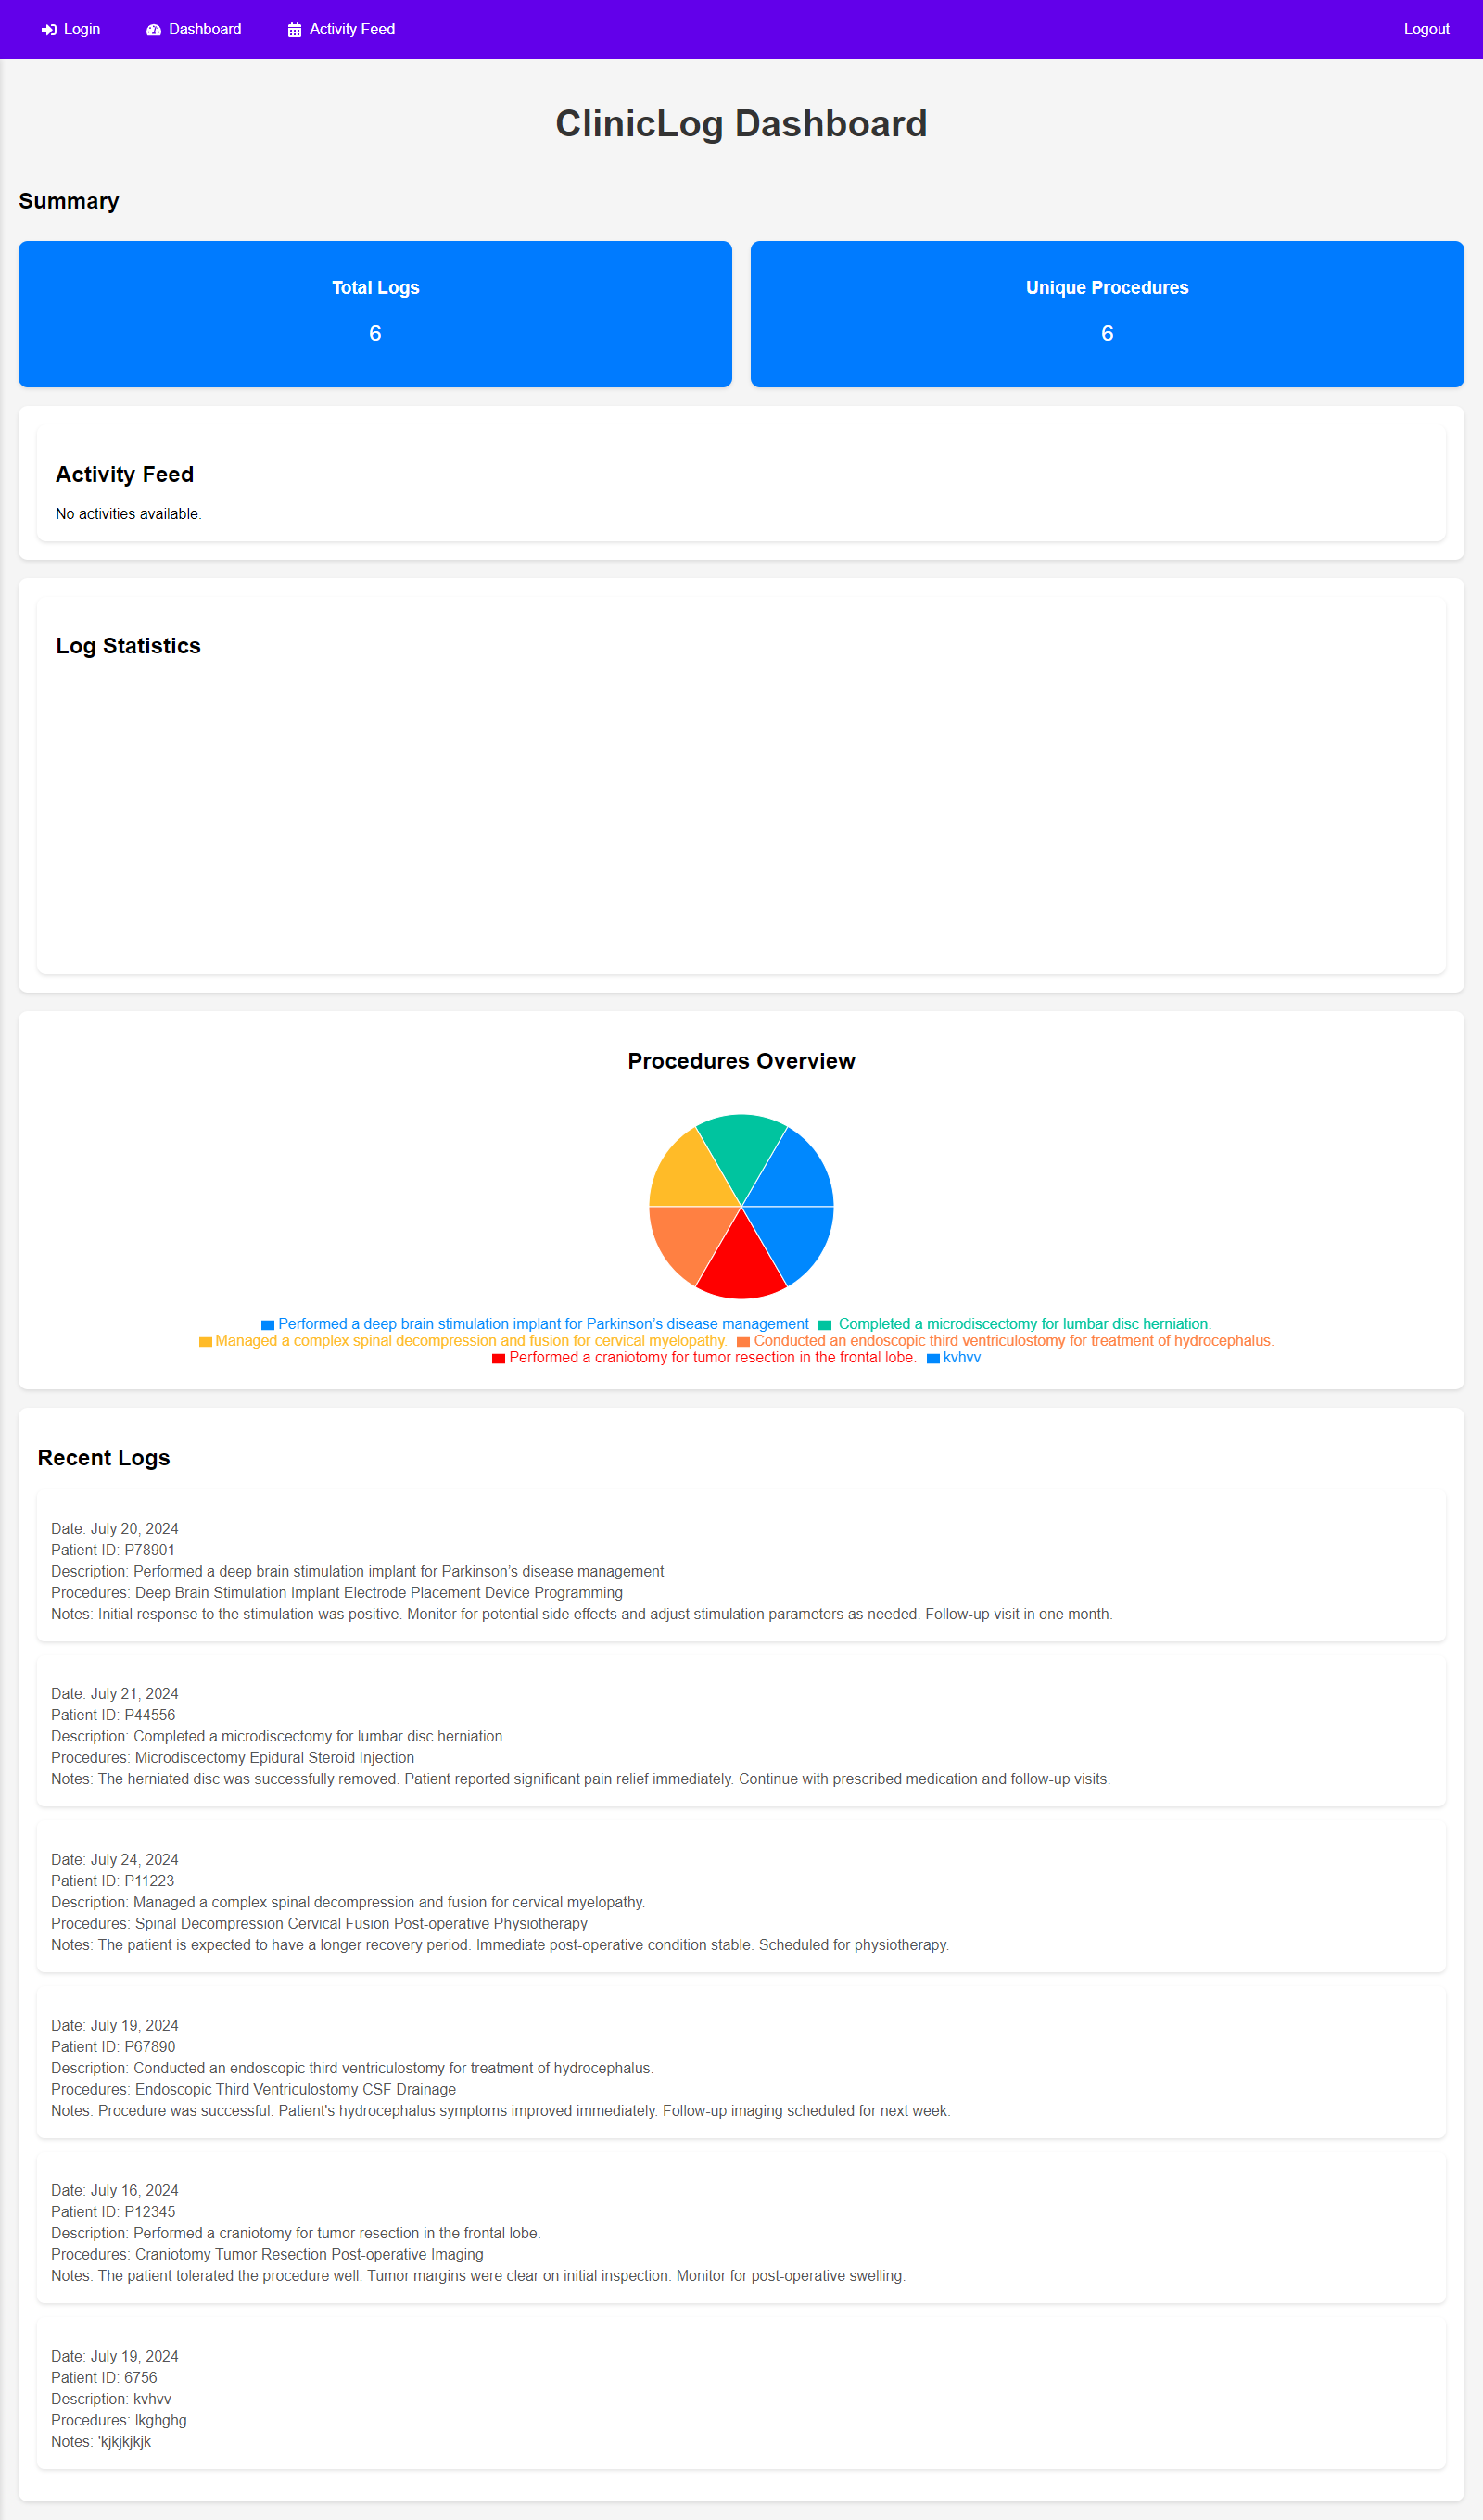 Login Dashboard Activity Feed Logout
ClinicLog Dashboard
Summary
Total Logs
6
Unique Procedures
6
Activity Feed
No activities available.
Log Statistics
Procedures Overview
Performed a deep brain stimulation implant for Parkinson’s disease management Completed a microdiscectomy for lumbar disc herniation.
Managed a complex spinal decompression and fusion for cervical myelopathy. Conducted an endoscopic third ventriculostomy for treatment of hydrocephalus.
Performed a craniotomy for tumor resection in the frontal lobe. kvhvv
Recent Logs
Date: July 20, 2024
Patient ID: P78901
Description: Performed a deep brain stimulation implant for Parkinson’s disease management
Procedures: Deep Brain Stimulation Implant Electrode Placement Device Programming
Notes: Initial response to the stimulation was positive. Monitor for potential side effects and adjust stimulation parameters as needed. Follow-up visit in one month.
Date: July 21, 2024
Patient ID: P44556
Description: Completed a microdiscectomy for lumbar disc herniation.
Procedures: Microdiscectomy Epidural Steroid Injection
Notes: The herniated disc was successfully removed. Patient reported significant pain relief immediately. Continue with prescribed medication and follow-up visits.
Date: July 24, 2024
Patient ID: P11223
Description: Managed a complex spinal decompression and fusion for cervical myelopathy.
Procedures: Spinal Decompression Cervical Fusion Post-operative Physiotherapy
Notes: The patient is expected to have a longer recovery period. Immediate post-operative condition stable. Scheduled for physiotherapy.
Date: July 19, 2024
Patient ID: P67890
Description: Conducted an endoscopic third ventriculostomy for treatment of hydrocephalus.
Procedures: Endoscopic Third Ventriculostomy CSF Drainage
Notes: Procedure was successful. Patient's hydrocephalus symptoms improved immediately. Follow-up imaging scheduled for next week.
Date: July 16, 2024
Patient ID: P12345
Description: Performed a craniotomy for tumor resection in the frontal lobe.
Procedures: Craniotomy Tumor Resection Post-operative Imaging
Notes: The patient tolerated the procedure well. Tumor margins were clear on initial inspection. Monitor for post-operative swelling.
Date: July 19, 2024
Patient ID: 6756
Description: kvhvv
Procedures: lkghghg
Notes: 'kjkjkjkjk